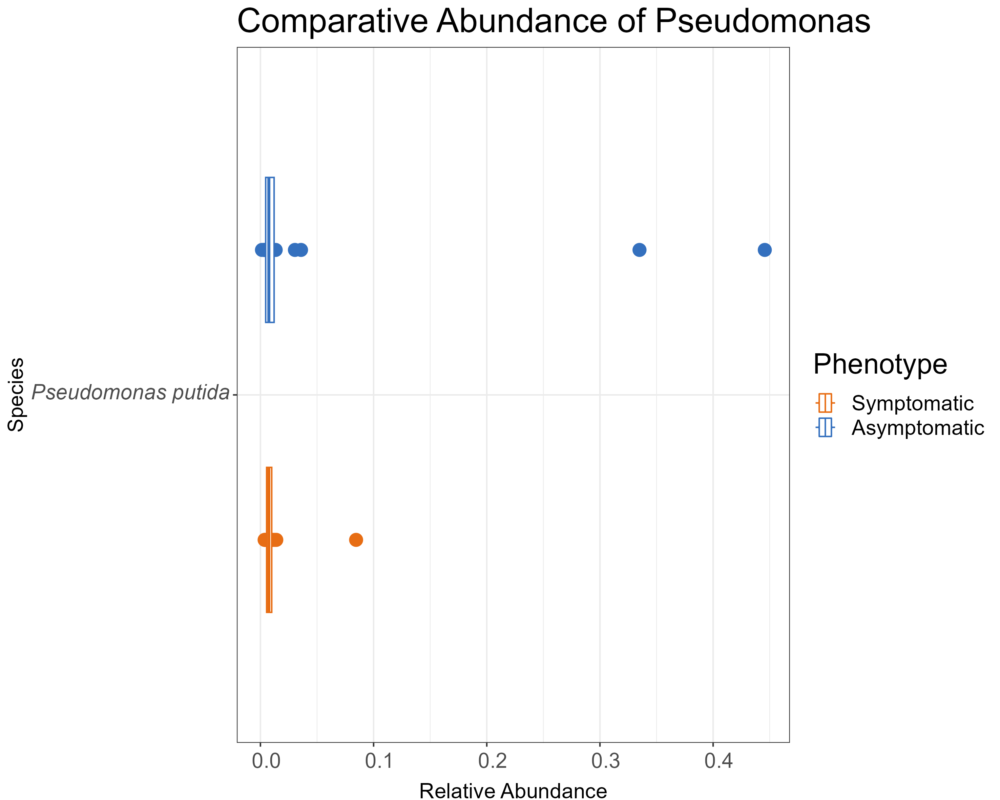 Comparative Abundance of Pseudomonas
Species
Pseudomonas putida
Phenotype
Symptomatic
Asymptomatic
0.0 0.1 0.2 0.3 0.4
Relative Abundance